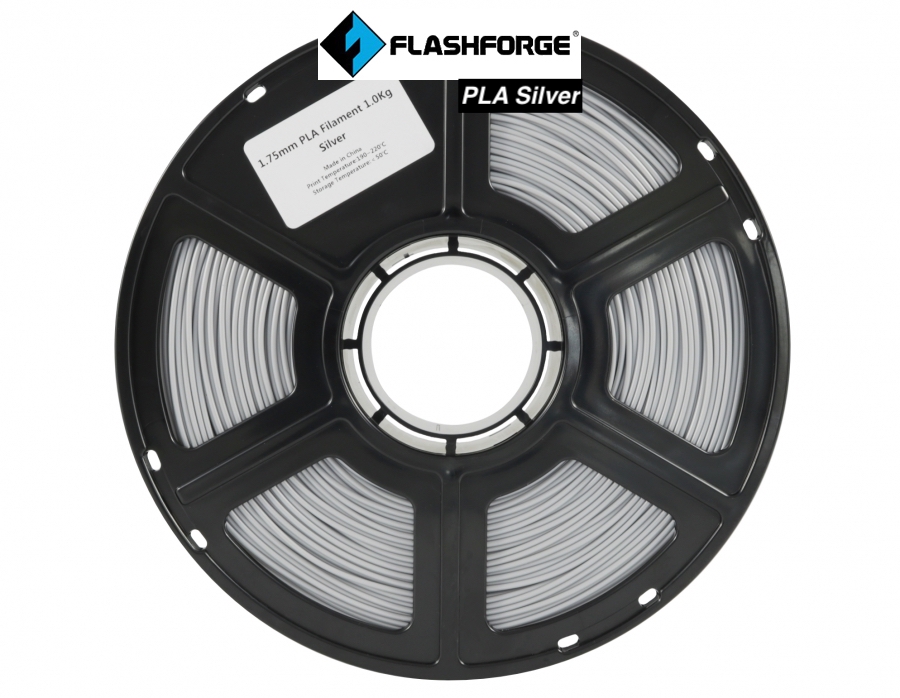 FLASHFORGE®
PLA Silver
1.75mm PLA Filament 1.0Kg
Silver
Made in China
Print Temperature:190-220℃
Storage Temperature:<50℃